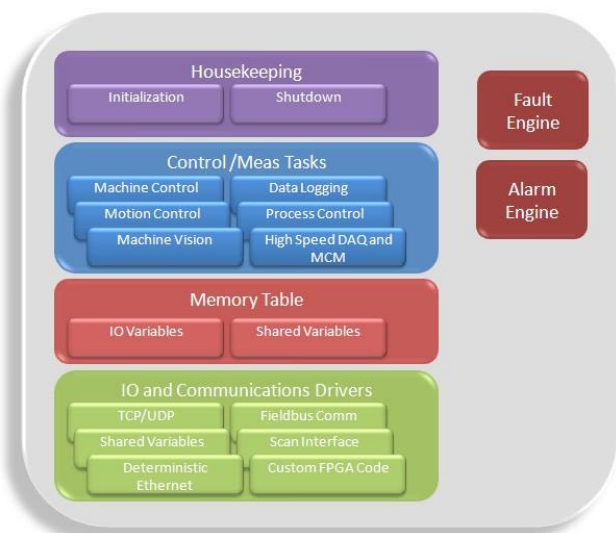 Housekeeping
Initialization
Shutdown
Fault
Engine
Control/Meas Tasks
Machine Control
Data Logging
Motion Control
Process Control
Machine Vision
High Speed DAQ and
MCM
Alarm
Engine
Memory Table
IO Variables
Shared Variables
IO and Communications Drivers
TCP/UDP
Fieldbus Comm
Shared Variables
Scan Interface
Deterministic
Ethernet
Custom FPGA Code